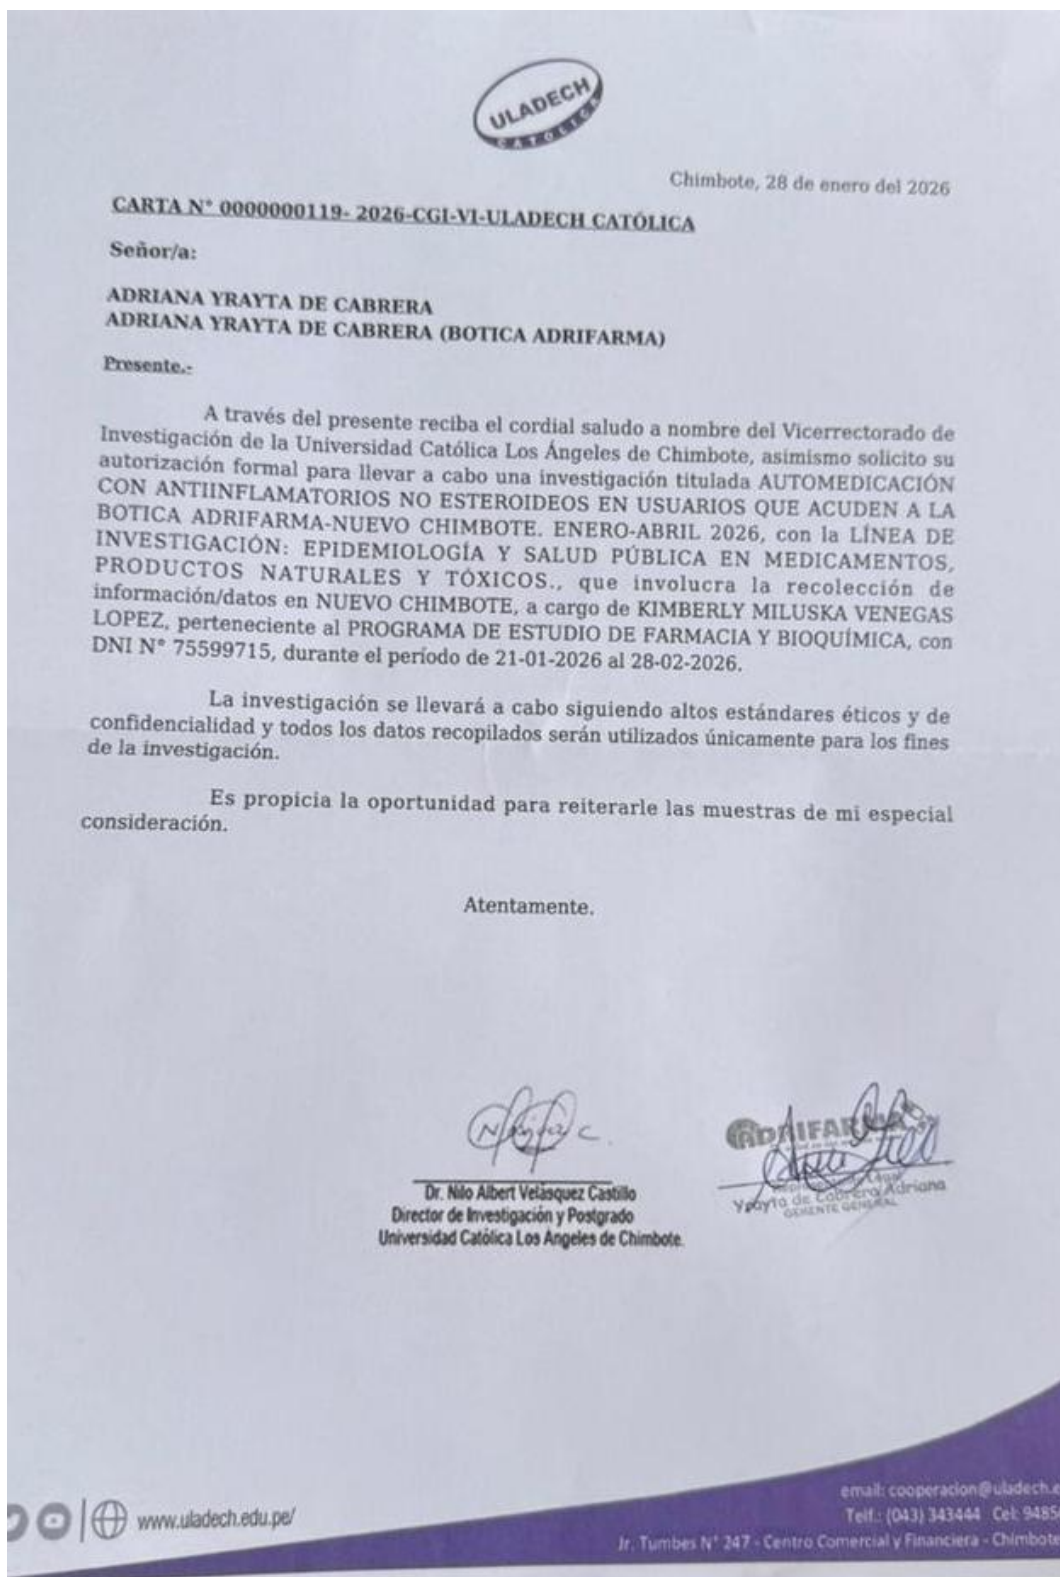 ULADECH
CATOLICA
Chimbote, 28 de enero del 2026
CARTA N° 0000000119- 2026-CGI-VI-ULADECH CATÓLICA
Señor/a:
ADRIANA YRAYTA DE CABRERA
ADRIANA YRAYTA DE CABRERA (BOTICA ADRIFARMA)
Presente.-
A través del presente reciba el cordial saludo a nombre del Vicerrectorado de
Investigación de la Universidad Católica Los Ángeles de Chimbote, asimismo solicito su
autorización formal para llevar a cabo una investigación titulada AUTOMEDICACIÓN
CON ANTIINFLAMATORIOS NO ESTEROIDEOS EN USUARIOS QUE ACUDEN A LA
BOTICA ADRIFARMA-NUEVO CHIMBOTE. ENERO-ABRIL 2026, con la LÍNEA DE
INVESTIGACIÓN: EPIDEMIOLOGÍA Y SALUD PÚBLICA EN MEDICAMENTOS,
PRODUCTOS NATURALES Y TÓXICOS., que involucra la recolección de
información/datos en NUEVO CHIMBOTE, a cargo de KIMBERLY MILUSKA VENEGAS
LOPEZ, perteneciente al PROGRAMA DE ESTUDIO DE FARMACIA Y BIOQUÍMICA, con
DNI N° 75599715, durante el período de 21-01-2026 al 28-02-2026.
La investigación se llevará a cabo siguiendo altos estándares éticos y de
confidencialidad y todos los datos recopilados serán utilizados únicamente para los fines
de la investigación.
Es propicia la oportunidad para reiterarle las muestras de mi especial
consideración.
Atentamente.
Dr. Nilo Albert Velásquez Castillo
Director de Investigación y Postgrado
Universidad Católica Los Ángeles de Chimbote.
ADRIFARMA
Yrayta de Cabrera Adriana
GERENTE GENERAL
www.uladech.edu.pe/
email: cooperacion@uladech.e
Telf.: (043) 343444 Cel: 9485
Jr. Tumbes N° 247 - Centro Comercial y Financiera - Chimbote